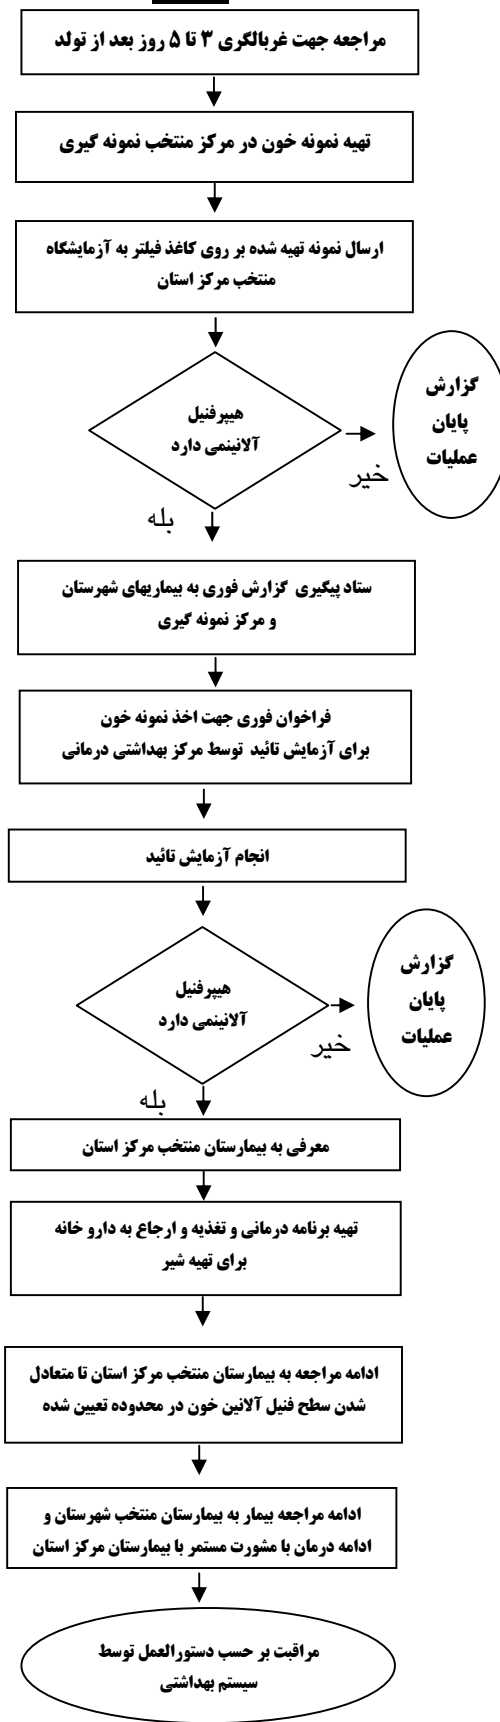 مراجعه جهت غربالگری ۳ تا ۵ روز بعد از تولد
تهیه نمونه خون در مرکز منتخب نمونه گیری
ارسال نمونه تهیه شده بر روی کاغذ فیلتر به آزمایشگاه
منتخب مرکز استان
هیپرفنیل
آلانینمی دارد
گزارش
پایان
عملیات
خیر
بله
ستاد پیگیری گزارش فوری به بیماریهای شهرستان
و مرکز نمونه گیری
فراخوان فوری جهت اخذ نمونه خون
برای آزمایش تائید توسط مرکز بهداشتی درمانی
انجام آزمایش تائید
هیپرفنیل
آلانینمی دارد
گزارش
پایان
عملیات
خیر
بله
معرفی به بیمارستان منتخب مرکز استان
تهیه برنامه درمانی و تغذیه و ارجاع به دارو خانه
برای تهیه شیر
ادامه مراجعه به بیمارستان منتخب مرکز استان تا متعادل
شدن سطح فنیل آلانین خون در محدوده تعیین شده
ادامه مراجعه بیمار به بیمارستان منتخب شهرستان و
ادامه درمان با مشورت مستمر با بیمارستان مرکز استان
مراقبت بر حسب دستورالعمل توسط
سیستم بهداشتی